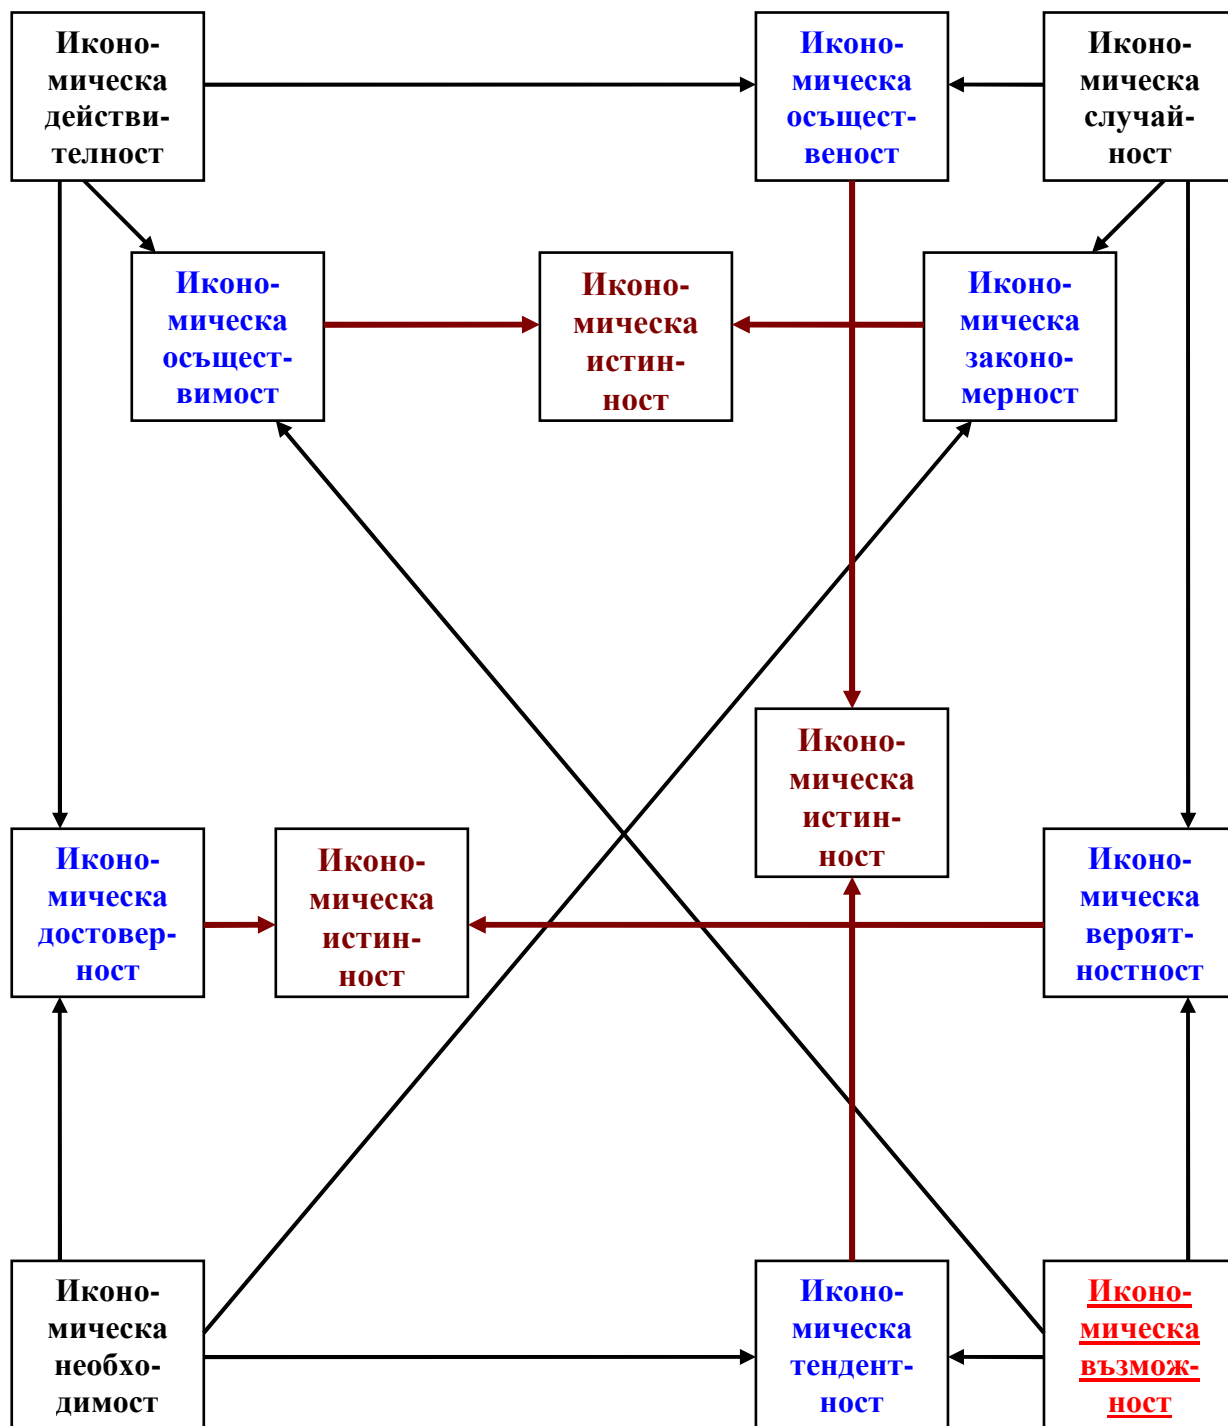 Иконо-
мическа
действи-
телност
Иконо-
мическа
осъщест-
веност
Иконо-
мическа
случай-
ност
Иконо-
мическа
осъщест-
вимост
Иконо-
мическа
истин-
ност
Иконо-
мическа
законо-
мерност
Иконо-
мическа
истин-
ност
Иконо-
мическа
достовер-
ност
Иконо-
мическа
истин-
ност
Иконо-
мическа
вероят-
ностност
Иконо-
мическа
необхо-
димост
Иконо-
мическа
тендент-
ност
Иконо-
мическа
възмож-
ност